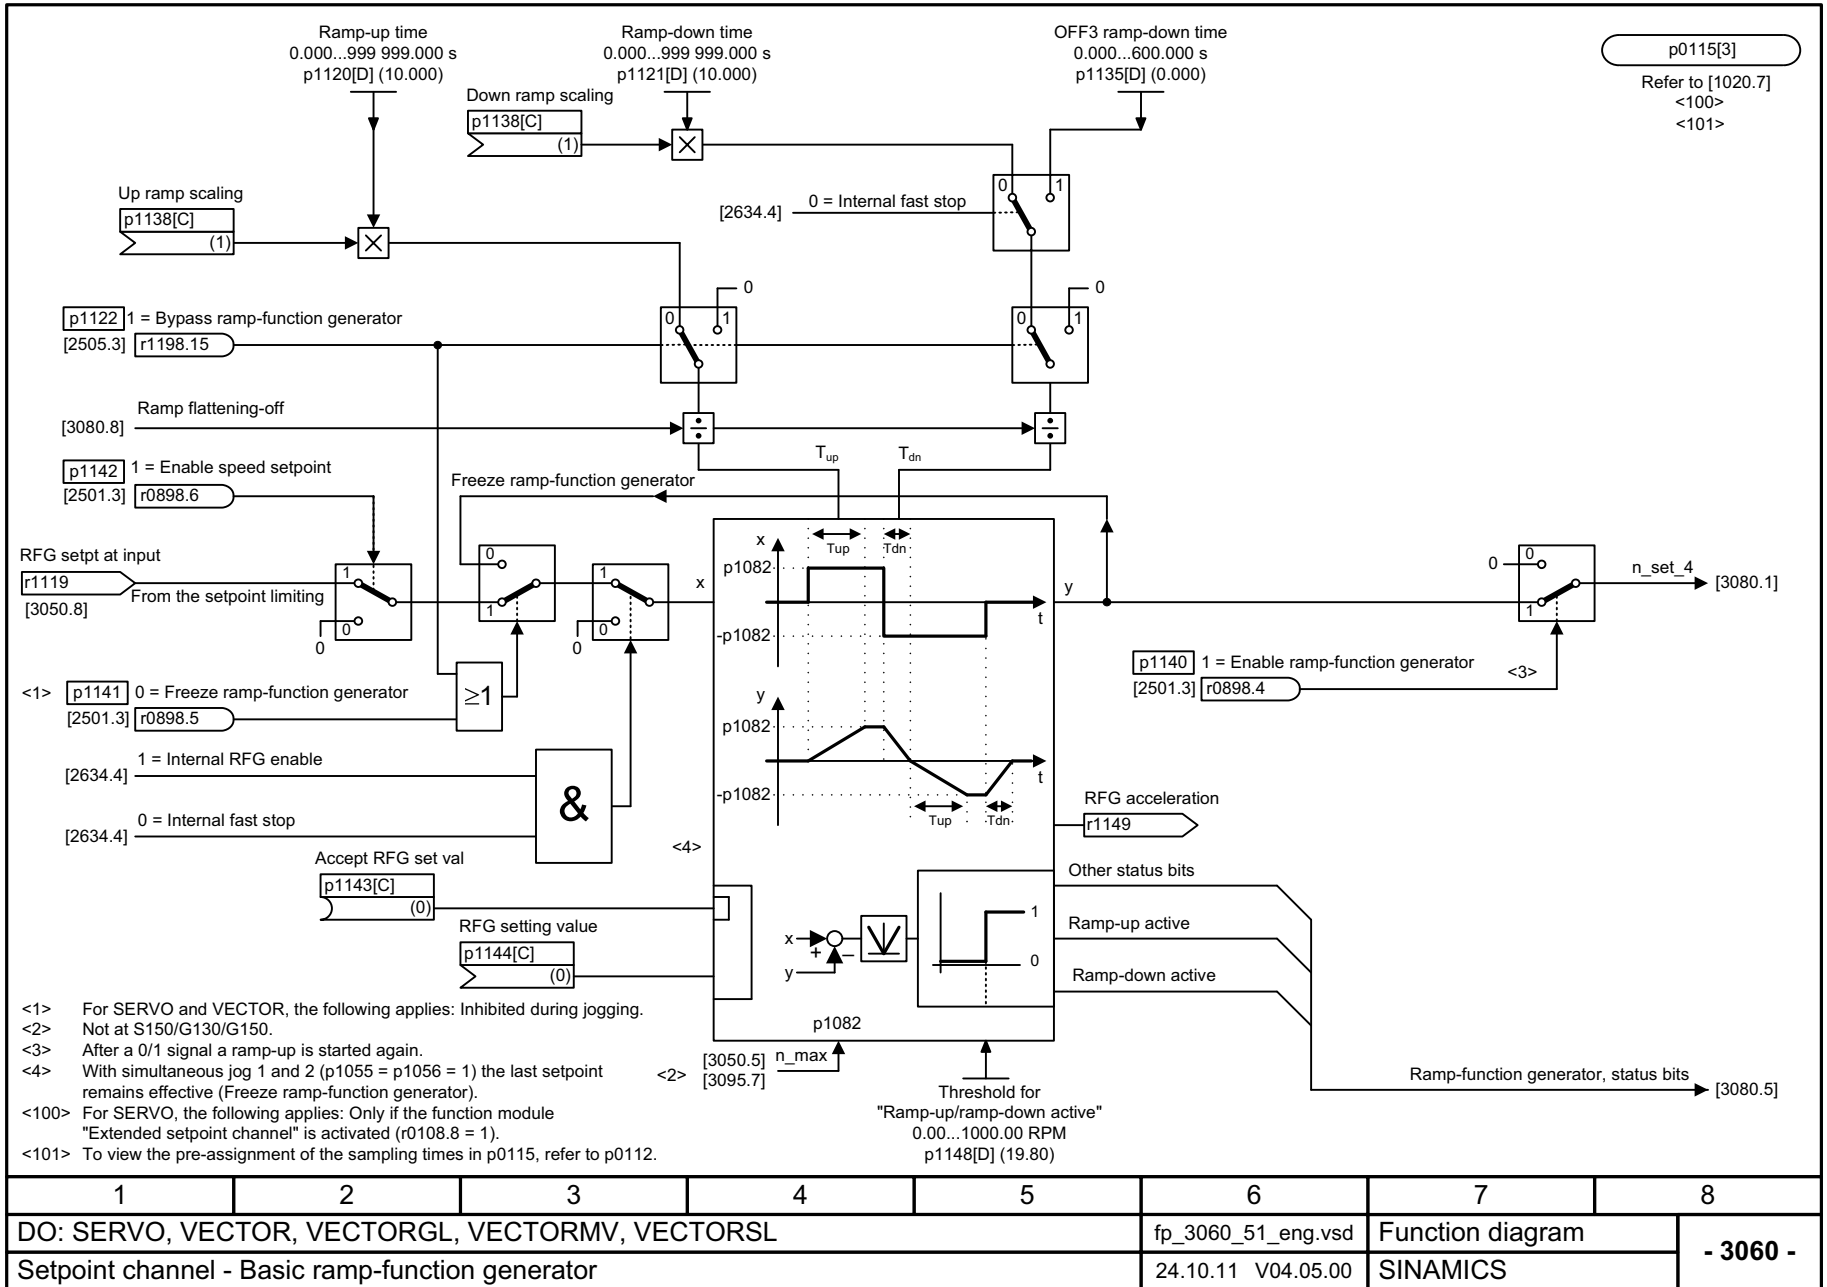 Ramp-up time
0.000...999 999.000 s
p1120[D] (10.000)
Ramp-down time
0.000...999 999.000 s
p1121[D] (10.000)
OFF3 ramp-down time
0.000...600.000 s
p1135[D] (0.000)
p0115[3]
Refer to [1020.7]
<100>
<101>
Down ramp scaling
p1138[C]
(1)
Up ramp scaling
p1138[C]
(1)
[2634.4]
0 = Internal fast stop
0
1
p1122
1 = Bypass ramp-function generator
[2505.3]
r1198.15
0
1
0
0
1
0
Ramp flattening-off
[3080.8]
p1142
1 = Enable speed setpoint
[2501.3]
r0898.6
Tup
Tdn
Freeze ramp-function generator
RFG setpt at input
r1119
[3050.8]
From the setpoint limiting
1
0
0
0
1
1
0
0
x
x
p1082
-p1082
Tup
Tdn
t
y
0
0
1
n_set_4
[3080.1]
p1140
1 = Enable ramp-function generator
[2501.3]
r0898.4
<3>
<1>
p1141
0 = Freeze ramp-function generator
[2501.3]
r0898.5
≥1
y
p1082
-p1082
t
Tup
Tdn
1 = Internal RFG enable
[2634.4]
0 = Internal fast stop
[2634.4]
&
RFG acceleration
r1149
<4>
Accept RFG set val
p1143[C]
(0)
RFG setting value
p1144[C]
(0)
x
+
−
y
1
0
Other status bits
Ramp-up active
Ramp-down active
p1082
<2>
[3050.5]
[3095.7]
n_max
Threshold for
"Ramp-up/ramp-down active"
0.00...1000.00 RPM
p1148[D] (19.80)
Ramp-function generator, status bits
[3080.5]
<1> For SERVO and VECTOR, the following applies: Inhibited during jogging.
<2> Not at S150/G130/G150.
<3> After a 0/1 signal a ramp-up is started again.
<4> With simultaneous jog 1 and 2 (p1055 = p1056 = 1) the last setpoint
remains effective (Freeze ramp-function generator).
<100> For SERVO, the following applies: Only if the function module
"Extended setpoint channel" is activated (r0108.8 = 1).
<101> To view the pre-assignment of the sampling times in p0115, refer to p0112.
1 2 3 4 5 6 7 8
DO: SERVO, VECTOR, VECTORGL, VECTORMV, VECTORSL
fp_3060_51_eng.vsd
Function diagram
- 3060 -
Setpoint channel - Basic ramp-function generator
24.10.11 V04.05.00
SINAMICS